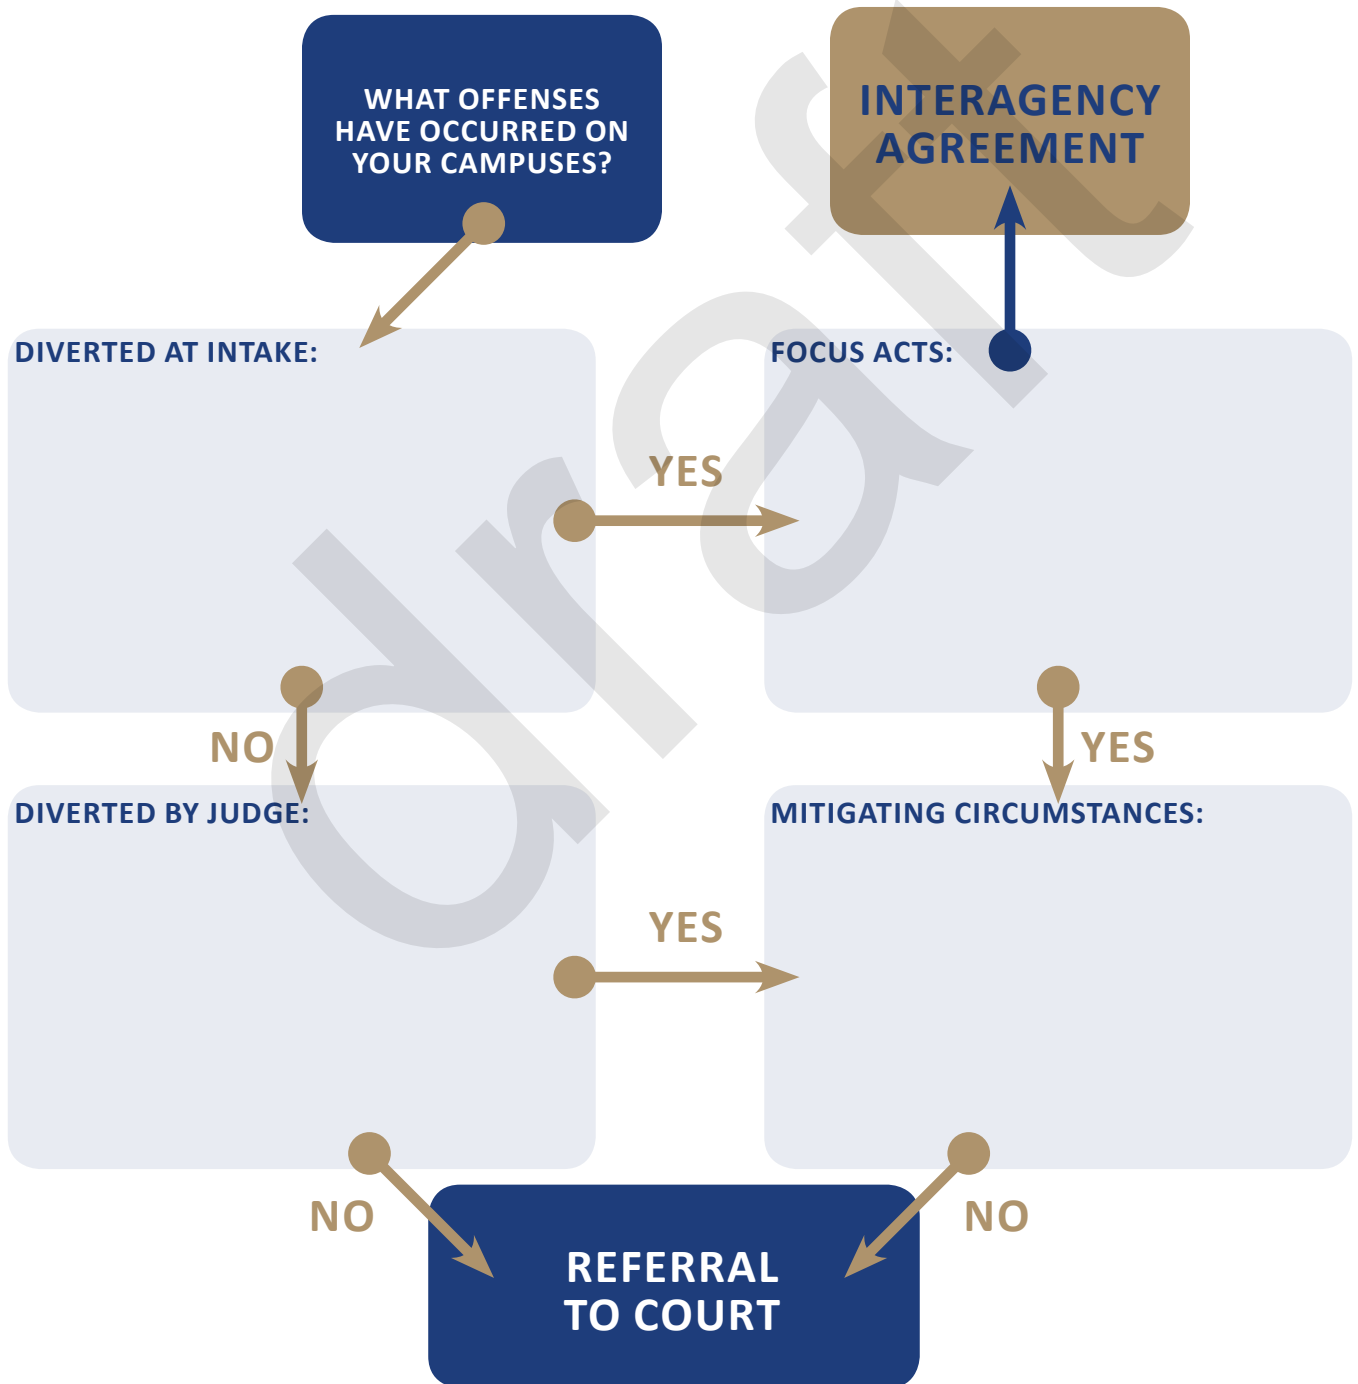 WHAT OFFENSES
HAVE OCCURRED ON
YOUR CAMPUSES?
INTERAGENCY
AGREEMENT
DIVERTED AT INTAKE:
FOCUS ACTS:
YES
NO
YES
DIVERTED BY JUDGE:
MITIGATING CIRCUMSTANCES:
YES
NO
NO
REFERRAL
TO COURT
draft